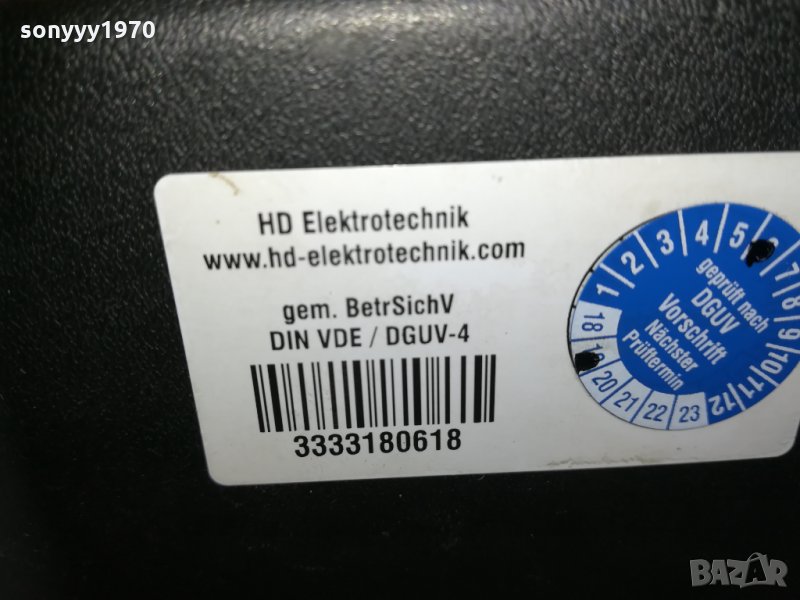 sonyyy1970
HD Elektrotechnik
www.hd-elektrotechnik.com
gem. BetrSichV
DIN VDE / DGUV-4
3333180618
1 2 3 4 5 7 8 9 10 11 12
geprüft nach
DGUV
Vorschrift
Nächster
Prüftermin
18 19 20 21 22 23
BAZAR